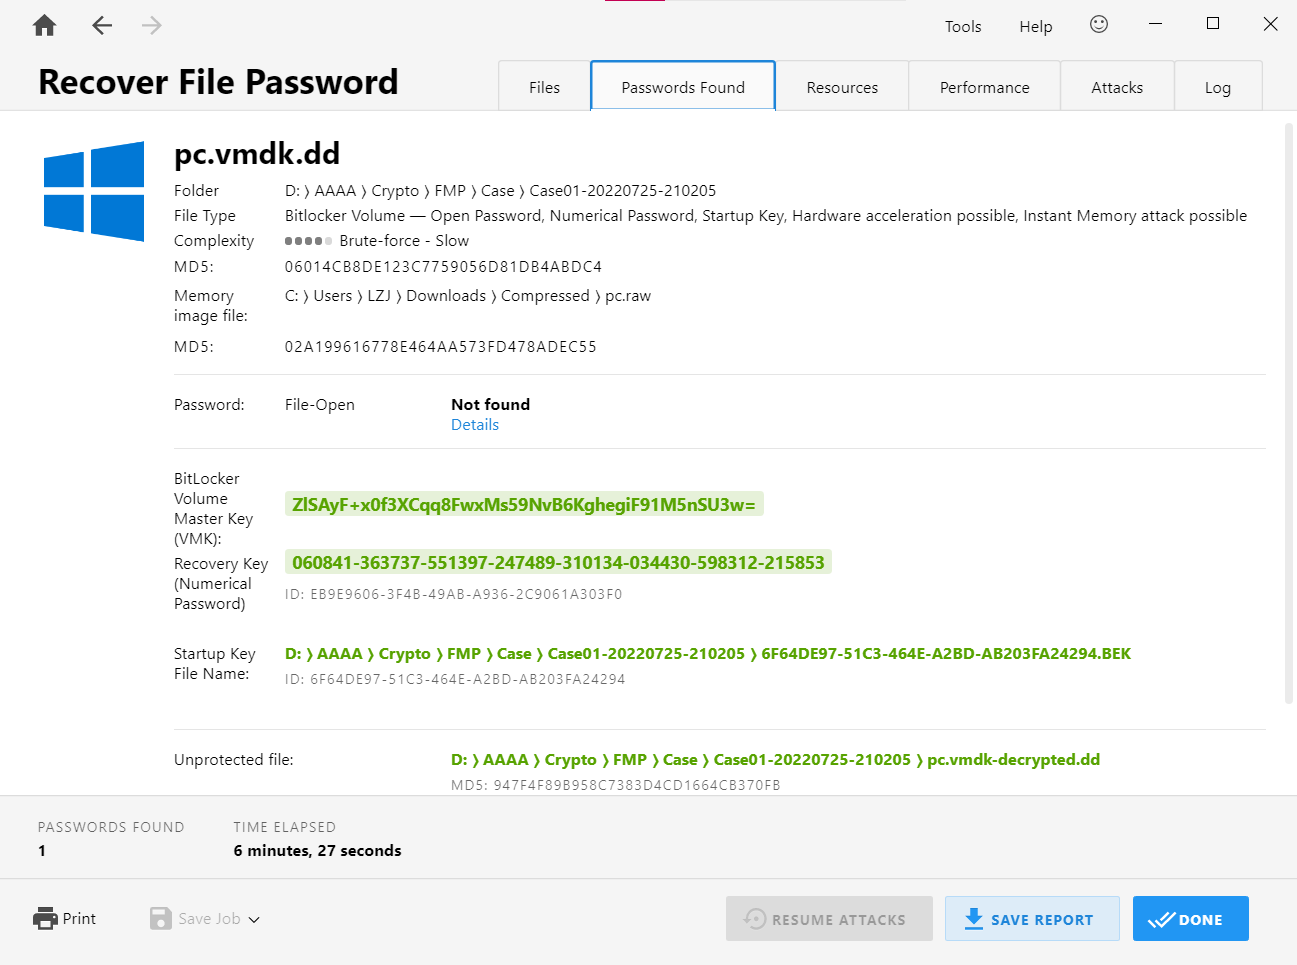 Tools Help
Recover File Password
Files Passwords Found Resources Performance Attacks Log
pc.vmdk.dd
Folder D: ⟩ AAAA ⟩ Crypto ⟩ FMP ⟩ Case ⟩ Case01-20220725-210205
File Type Bitlocker Volume — Open Password, Numerical Password, Startup Key, Hardware acceleration possible, Instant Memory attack possible
Complexity Brute-force - Slow
MD5: 06014CB8DE123C7759056D81DB4ABDC4
Memory C: ⟩ Users ⟩ LZJ ⟩ Downloads ⟩ Compressed ⟩ pc.raw
image file:
MD5: 02A199616778E464AA573FD478ADEC55
Password: File-Open Not found
Details
BitLocker
Volume
Master Key
(VMK):
ZlSAyF+x0f3XCqq8FwxMs59NvB6KghegiF91M5nSU3w=
Recovery Key 060841-363737-551397-247489-310134-034430-598312-215853
(Numerical
Password)
ID: EB9E9606-3F4B-49AB-A936-2C9061A303F0
Startup Key D: ⟩ AAAA ⟩ Crypto ⟩ FMP ⟩ Case ⟩ Case01-20220725-210205 ⟩ 6F64DE97-51C3-464E-A2BD-AB203FA24294.BEK
File Name: ID: 6F64DE97-51C3-464E-A2BD-AB203FA24294
Unprotected file: D: ⟩ AAAA ⟩ Crypto ⟩ FMP ⟩ Case ⟩ Case01-20220725-210205 ⟩ pc.vmdk-decrypted.dd
MD5: 947F4F89B958C7383D4CD1664CB370FB
PASSWORDS FOUND TIME ELAPSED
1 6 minutes, 27 seconds
Print Save Job RESUME ATTACKS SAVE REPORT DONE